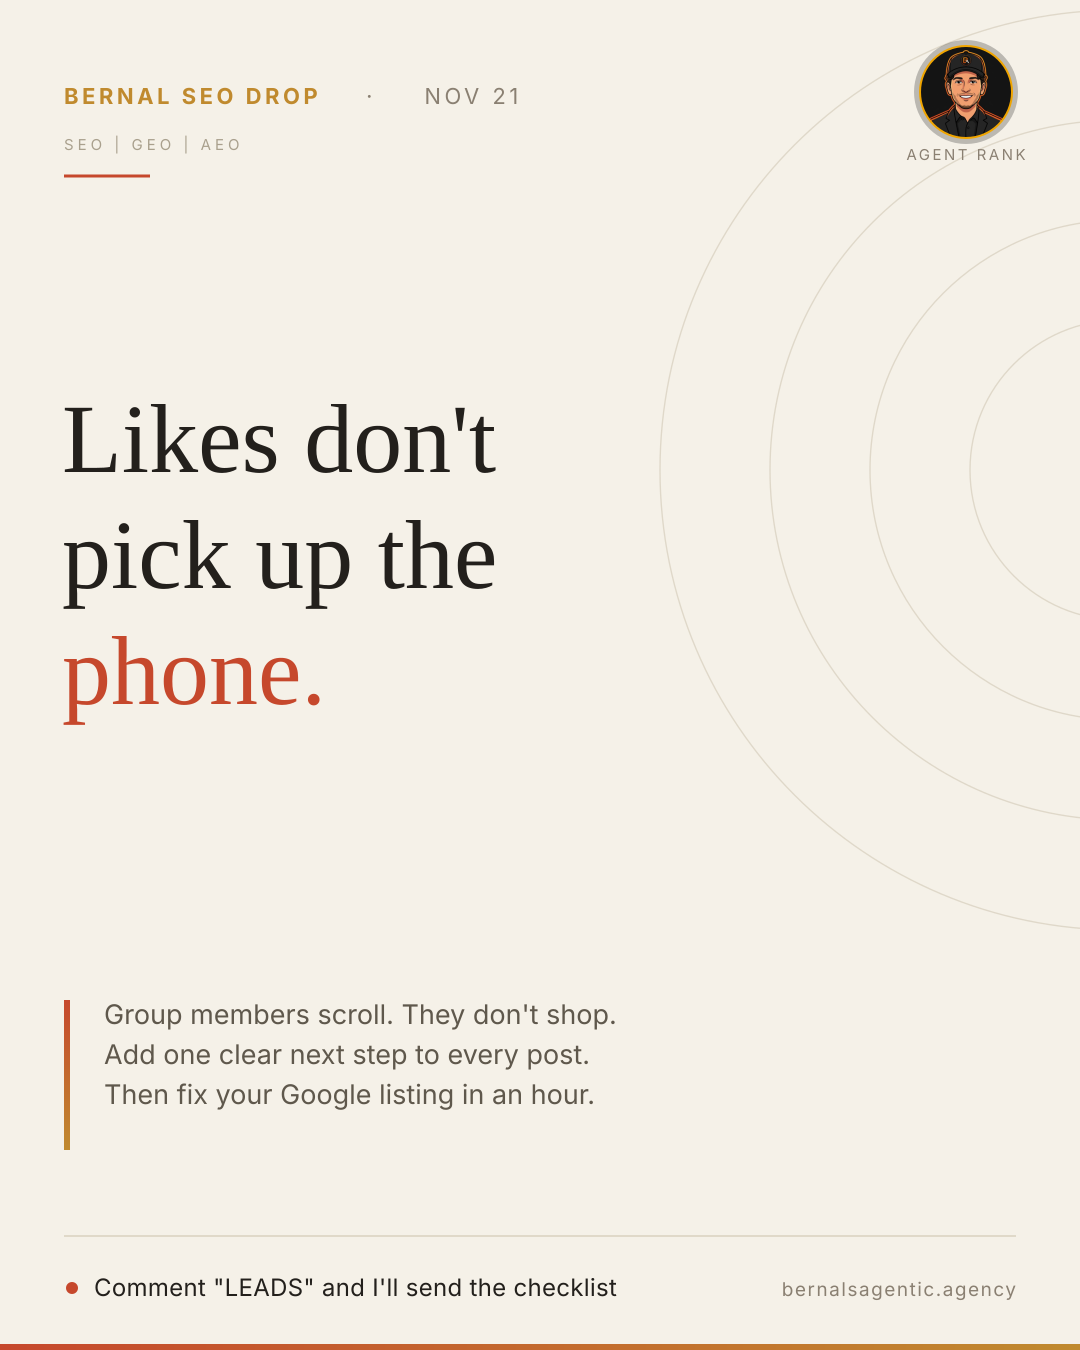 BERNAL SEO DROP · NOV 21
SEO | GEO | AEO
AGENT RANK
Likes don't
pick up the
phone.
Group members scroll. They don't shop.
Add one clear next step to every post.
Then fix your Google listing in an hour.
Comment "LEADS" and I'll send the checklist
bernalsagentic.agency